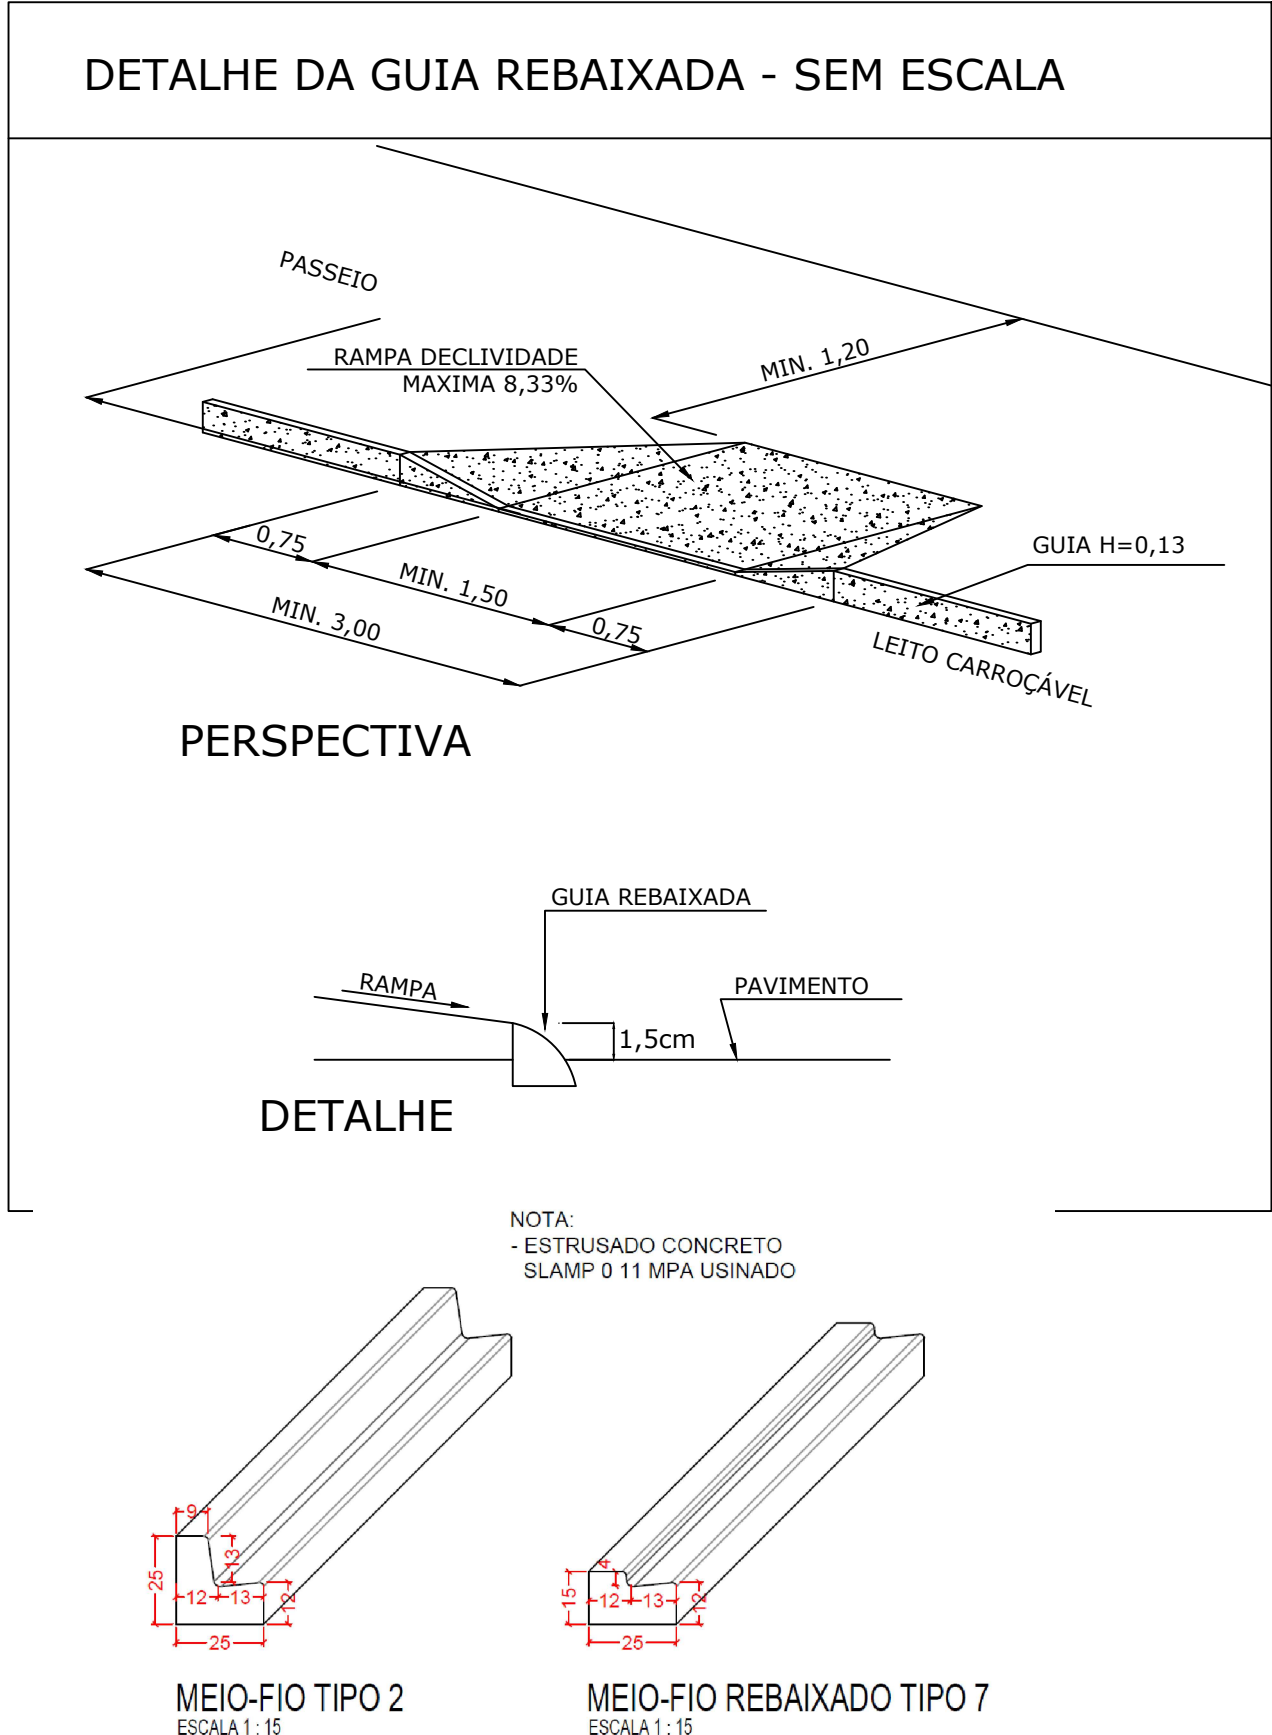 DETALHE DA GUIA REBAIXADA - SEM ESCALA
PASSEIO
RAMPA DECLIVIDADE
MAXIMA 8,33%
MIN. 1,20
0,75
MIN. 1,50
0,75
MIN. 3,00
GUIA H=0,13
LEITO CARROÇÁVEL
PERSPECTIVA
GUIA REBAIXADA
RAMPA
PAVIMENTO
1,5cm
DETALHE
NOTA:
- ESTRUSADO CONCRETO
SLAMP 0 11 MPA USINADO
9
25
13
12
13
12
25
4
15
12
13
12
25
MEIO-FIO TIPO 2
ESCALA 1 : 15
MEIO-FIO REBAIXADO TIPO 7
ESCALA 1 : 15